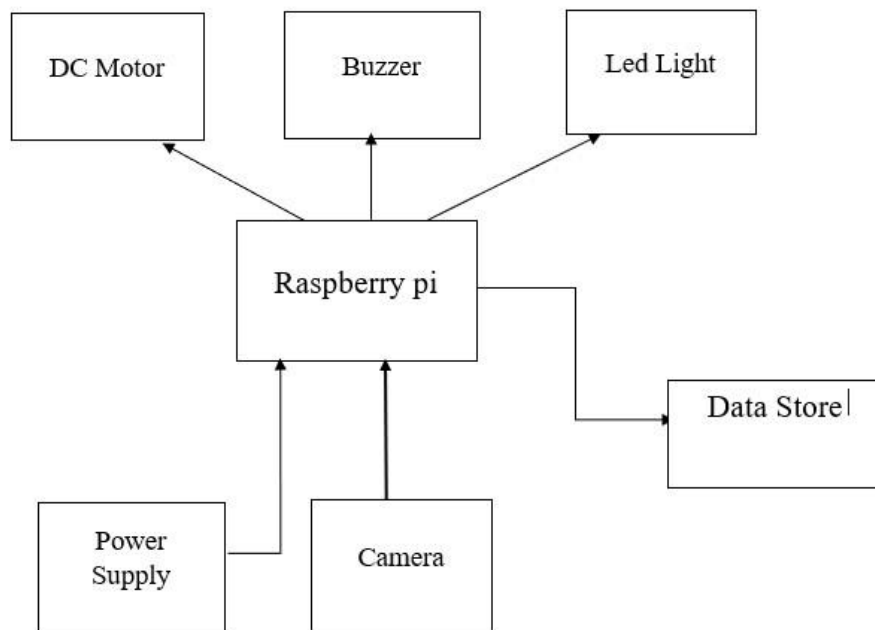 DC Motor
Buzzer
Led Light
Raspberry pi
Data Store
Power
Supply
Camera